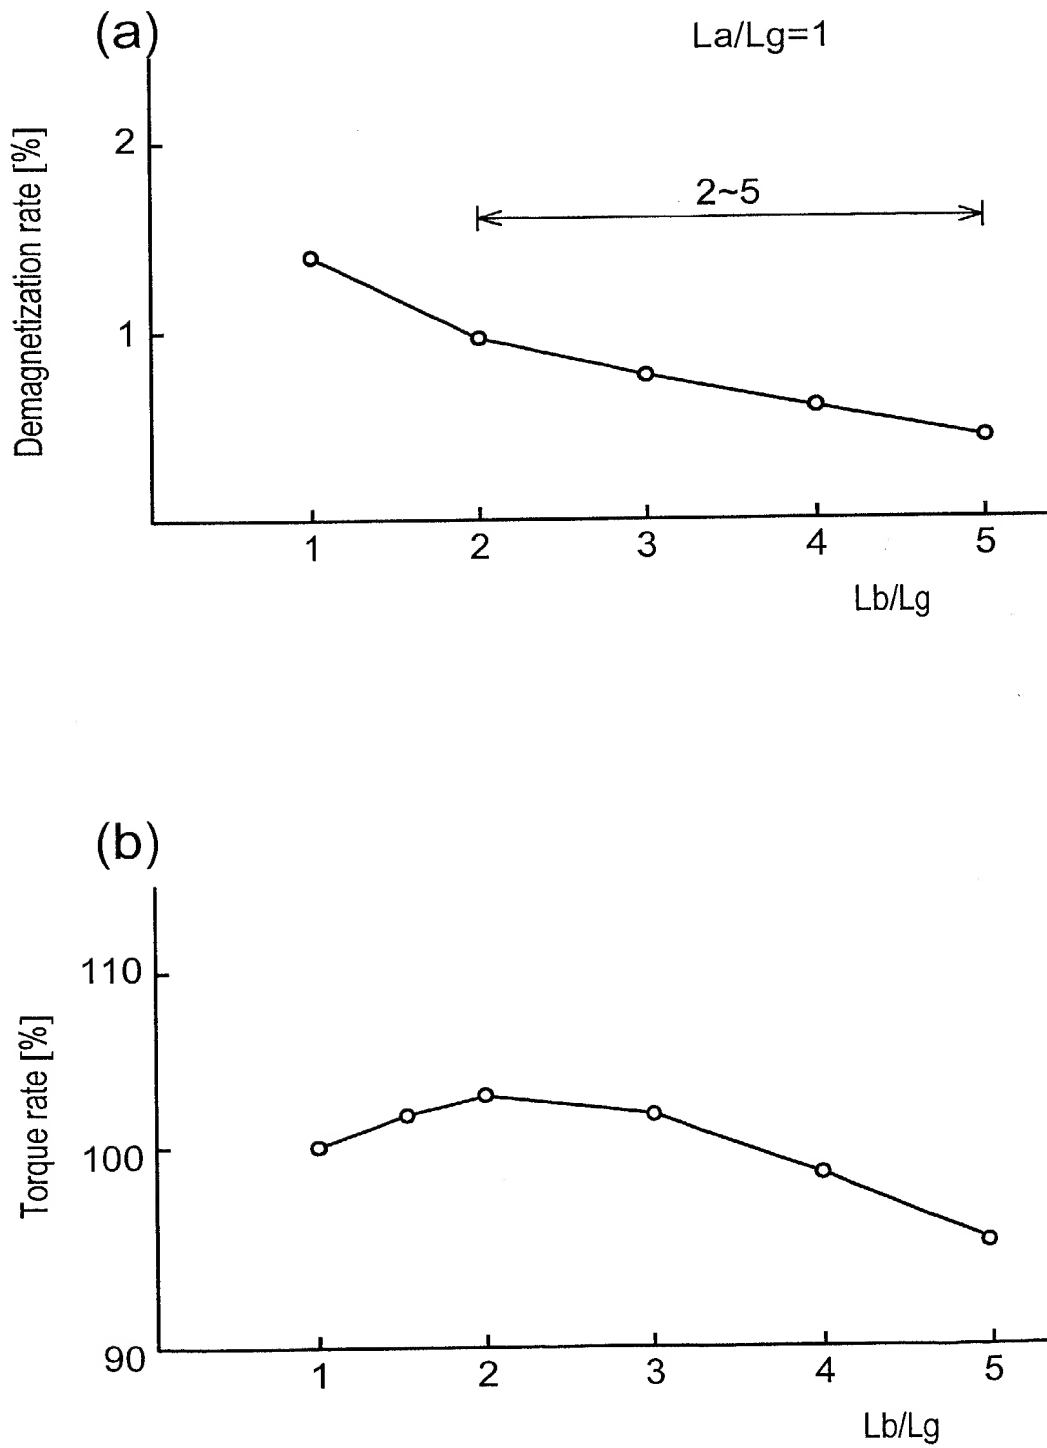 (a)
La/Lg=1
Demagnetization rate [%]
2
1
2~5
1 2 3 4 5
Lb/Lg
(b)
Torque rate [%]
110
100
90
1 2 3 4 5
Lb/Lg